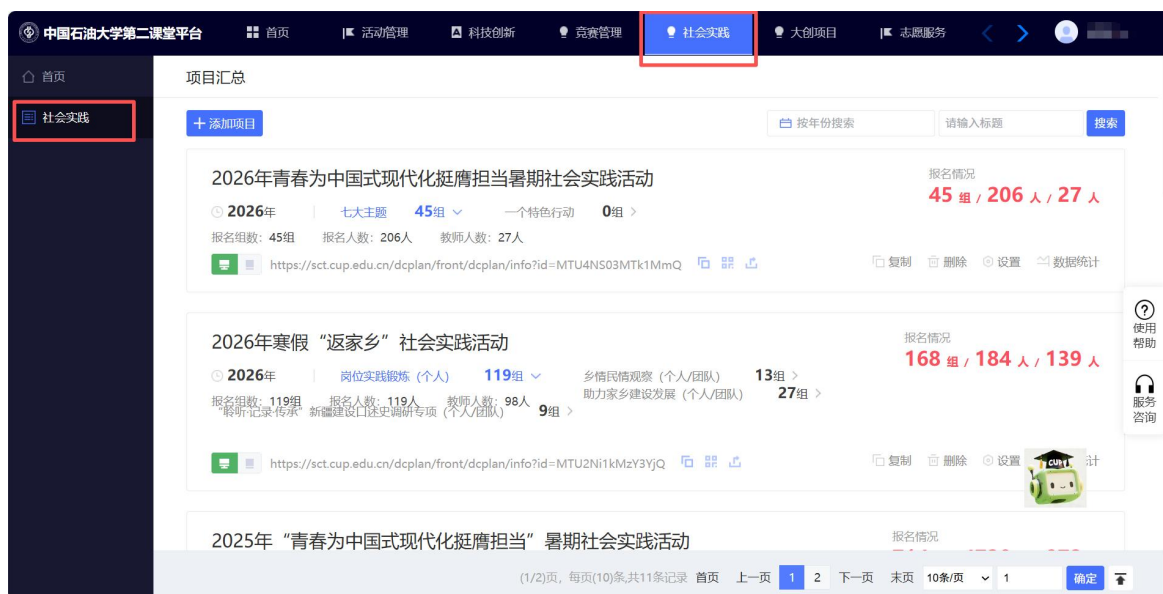 中国石油大学第二课堂平台 首页 活动管理 科技创新 竞赛管理 社会实践 大创项目 志愿服务
首页
社会实践
项目汇总
添加项目 按年份搜索 请输入标题 搜索
2026年青春为中国式现代化挺膺担当暑期社会实践活动
报名情况
45 组 / 206 人 / 27 人
2026年 七大主题 45组 一个特色行动 0组
报名组数: 45组 报名人数: 206人 教师人数: 27人
https://sct.cup.edu.cn/dcplan/front/dcplan/info?id=MTU4NS03MTk1MmQ 复制 删除 设置 数据统计
2026年寒假“返家乡”社会实践活动
报名情况
168 组 / 184 人 / 139 人
2026年 岗位实践锻炼(个人) 119组 乡情民情观察(个人/团队) 13组
助力家乡建设发展(个人/团队) 27组
报名组数: 119组 报名人数: 119人 教师人数: 98人
“聆听·记录·传承”新疆建设口述史调研专项(个人/团队) 9组
https://sct.cup.edu.cn/dcplan/front/dcplan/info?id=MTU2Ni1kMzY3YjQ 复制 删除 设置 计
CUP
使用
帮助
服务
咨询
2025年“青春为中国式现代化挺膺担当”暑期社会实践活动
报名情况
(1/2)页, 每页(10)条,共11条记录 首页 上一页 1 2 下一页 末页 10条/页 1 确定